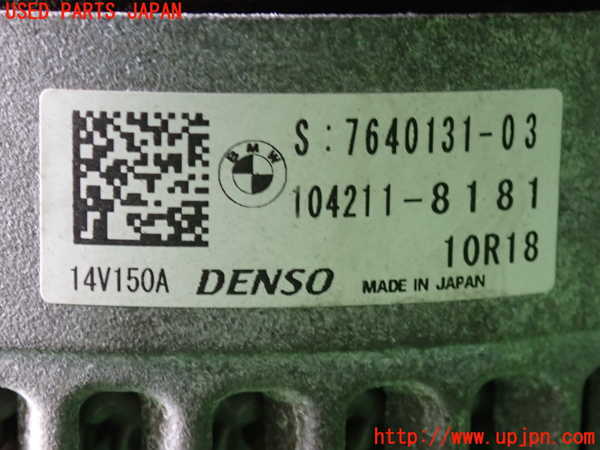 USED PARTS JAPAN
BMW
S:7640131-03
104211-8181
10R18
14V150A DENSO MADE IN JAPAN
http://www.upjpn.com/